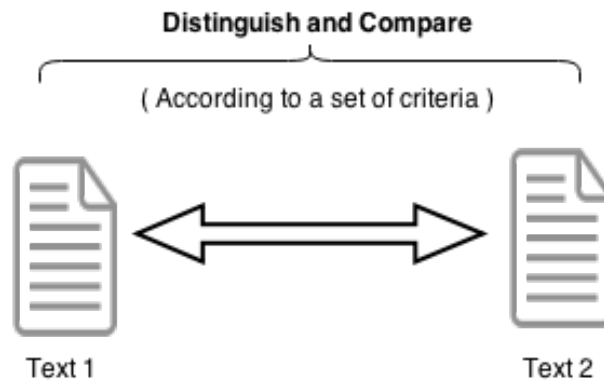 Distinguish and Compare
( According to a set of criteria )
Text 1
Text 2